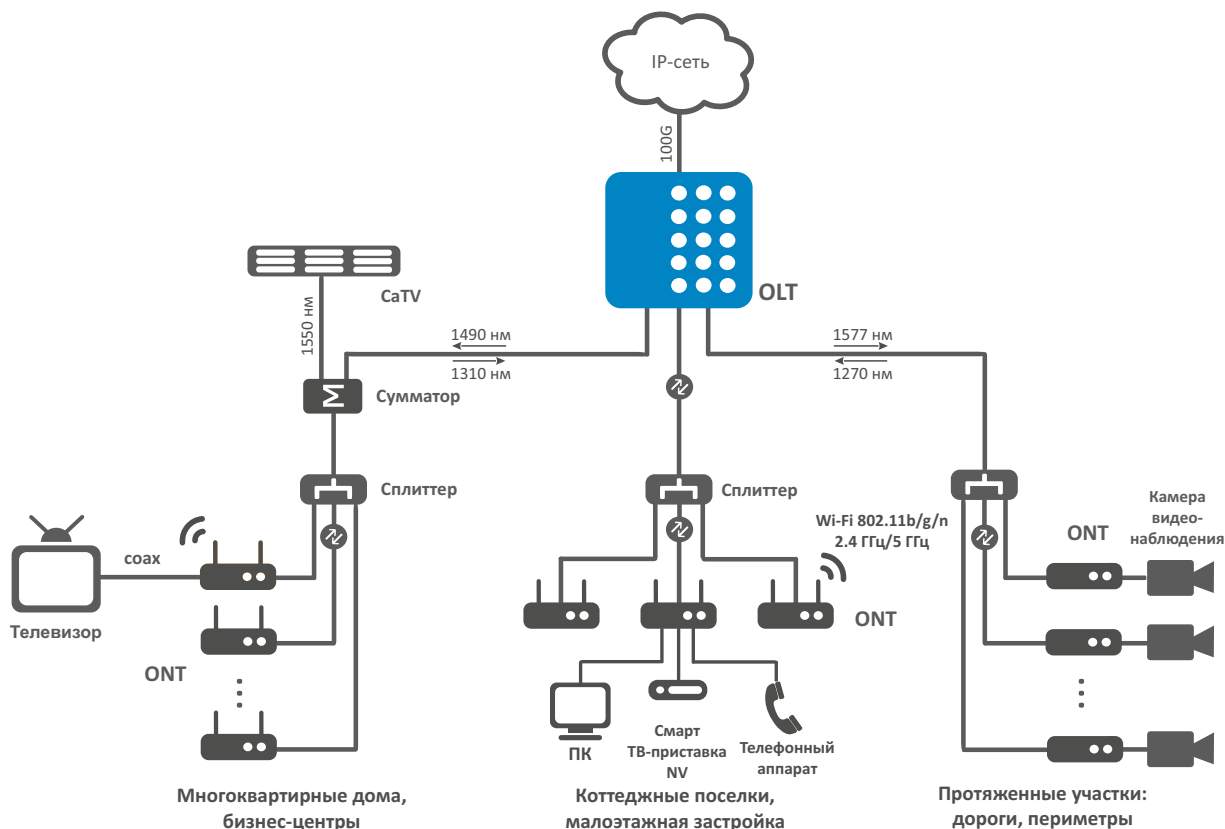 IP-сеть
100G
OLT
CaTV
1550 нм
1490 нм
1310 нм
1577 нм
1270 нм
Сумматор
Сплиттер
Сплиттер
Wi-Fi 802.11b/g/n
2.4 ГГц/5 ГГц
Камера
видео-
наблюдения
ONT
coax
Телевизор
ONT
ONT
ПК
Смарт
ТВ-приставка
NV
Телефонный
аппарат
Многоквартирные дома,
бизнес-центры
Коттеджные поселки,
малоэтажная застройка
Протяженные участки:
дороги, периметры